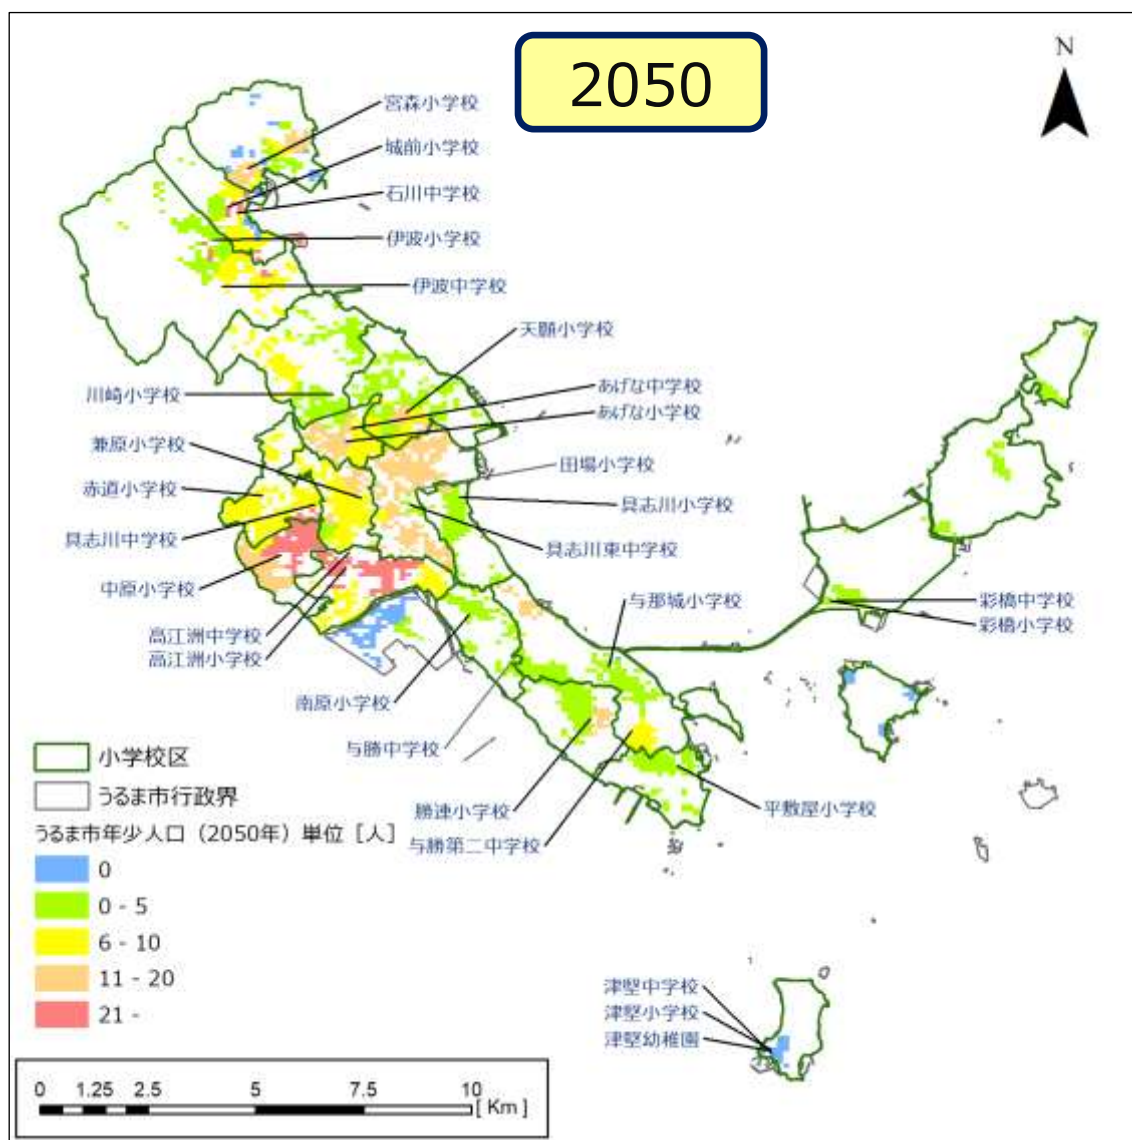 2050
N
宮森小学校
城前小学校
石川中学校
伊波小学校
伊波中学校
天願小学校
川崎小学校
あげな中学校
あげな小学校
兼原小学校
田場小学校
赤道小学校
具志川小学校
具志川中学校
具志川東中学校
中原小学校
与那城小学校
彩橋中学校
彩橋小学校
高江洲中学校
高江洲小学校
南原小学校
与勝中学校
勝連小学校
平敷屋小学校
与勝第二中学校
小学校区
うるま市行政界
うるま市年少人口（2050年）単位［人］
0
0 - 5
6 - 10
11 - 20
21 -
津堅中学校
津堅小学校
津堅幼稚園
0 1.25 2.5 5 7.5 10
[ Km ]